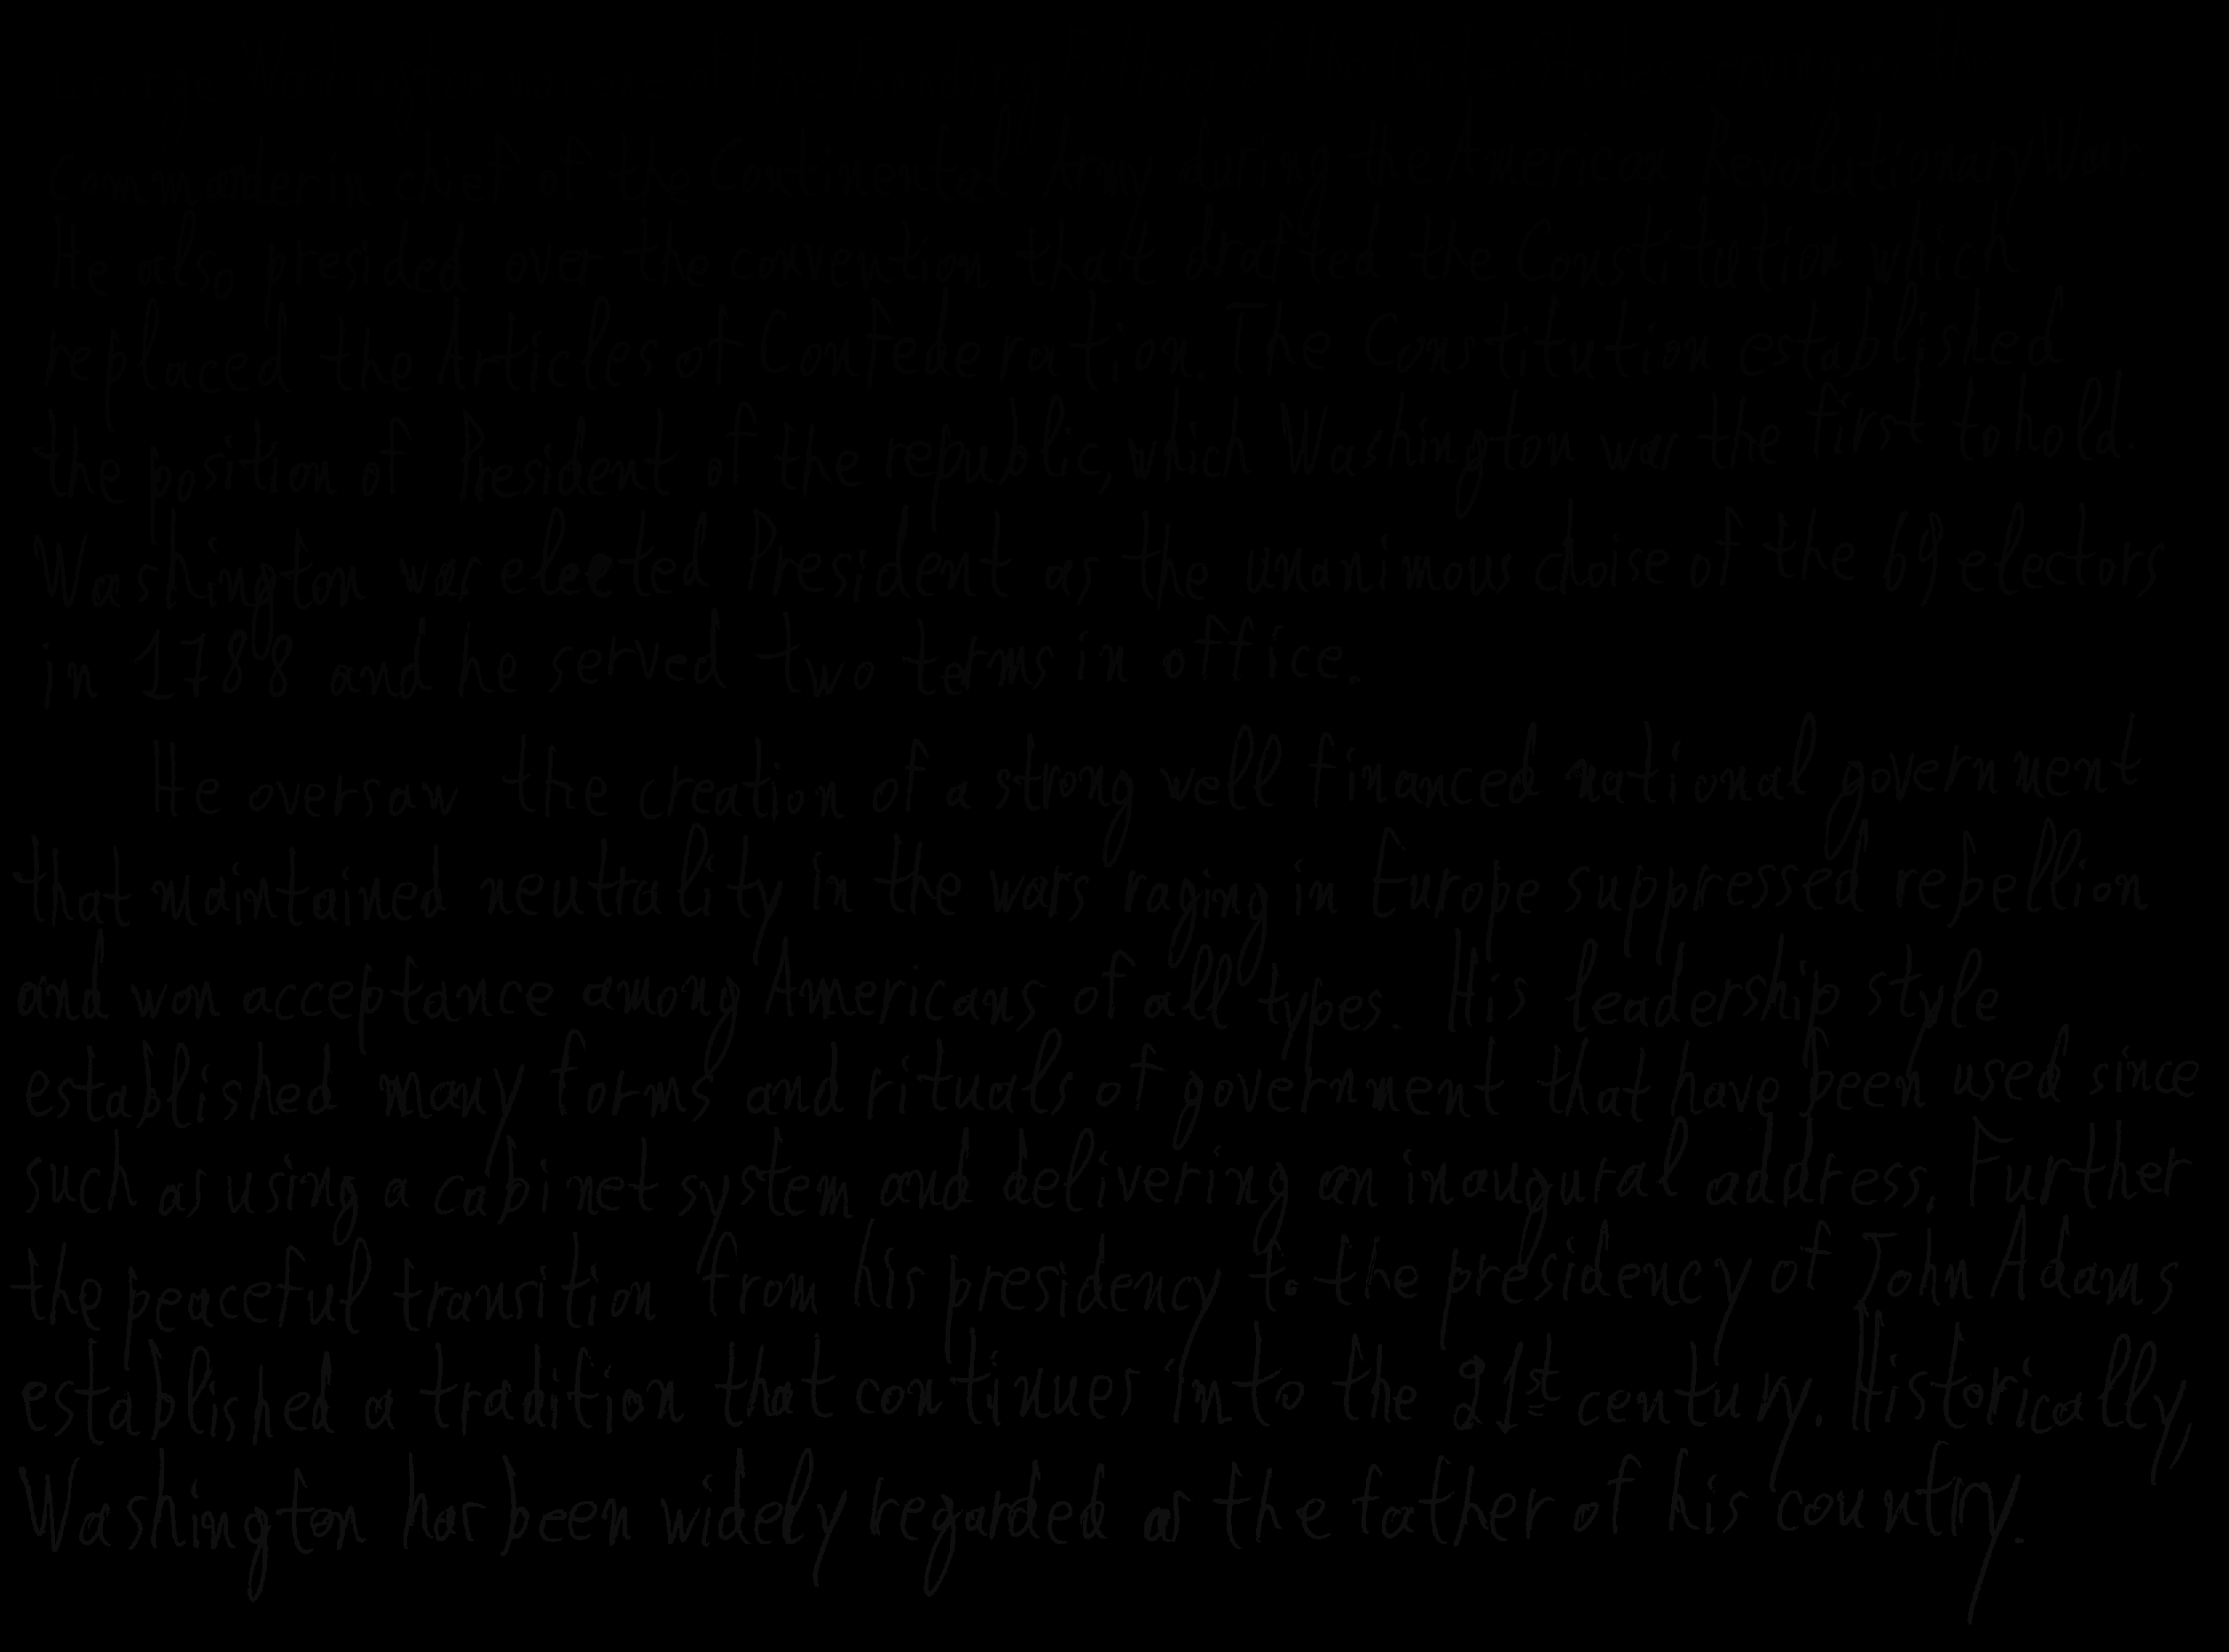 Commander in chief of the Continental Army during the American Revolutionary War.
He also presided over the convention that drafted the Constitution which
replaced the Articles of Confederation. The Constitution established
the position of President of the republic, which Washington was the first to hold.
Washington was elected President as the unanimous choise of the 69 electors
in 1788 and he served two terms in office.
He oversaw the creation of a strong well financed national government
that maintained neutrality in the wars raging in Europe suppressed rebellion
and won acceptance among Americans of all types. His leadership style
established many forms and rituals of government that have been used since
such as using a cabinet system and delivering an inaugural address. Further
the peaceful transition from his presidency to the presidency of John Adams
established a tradition that continues into the 21st century. Historically,
Washington has been widely regarded as the father of his country.